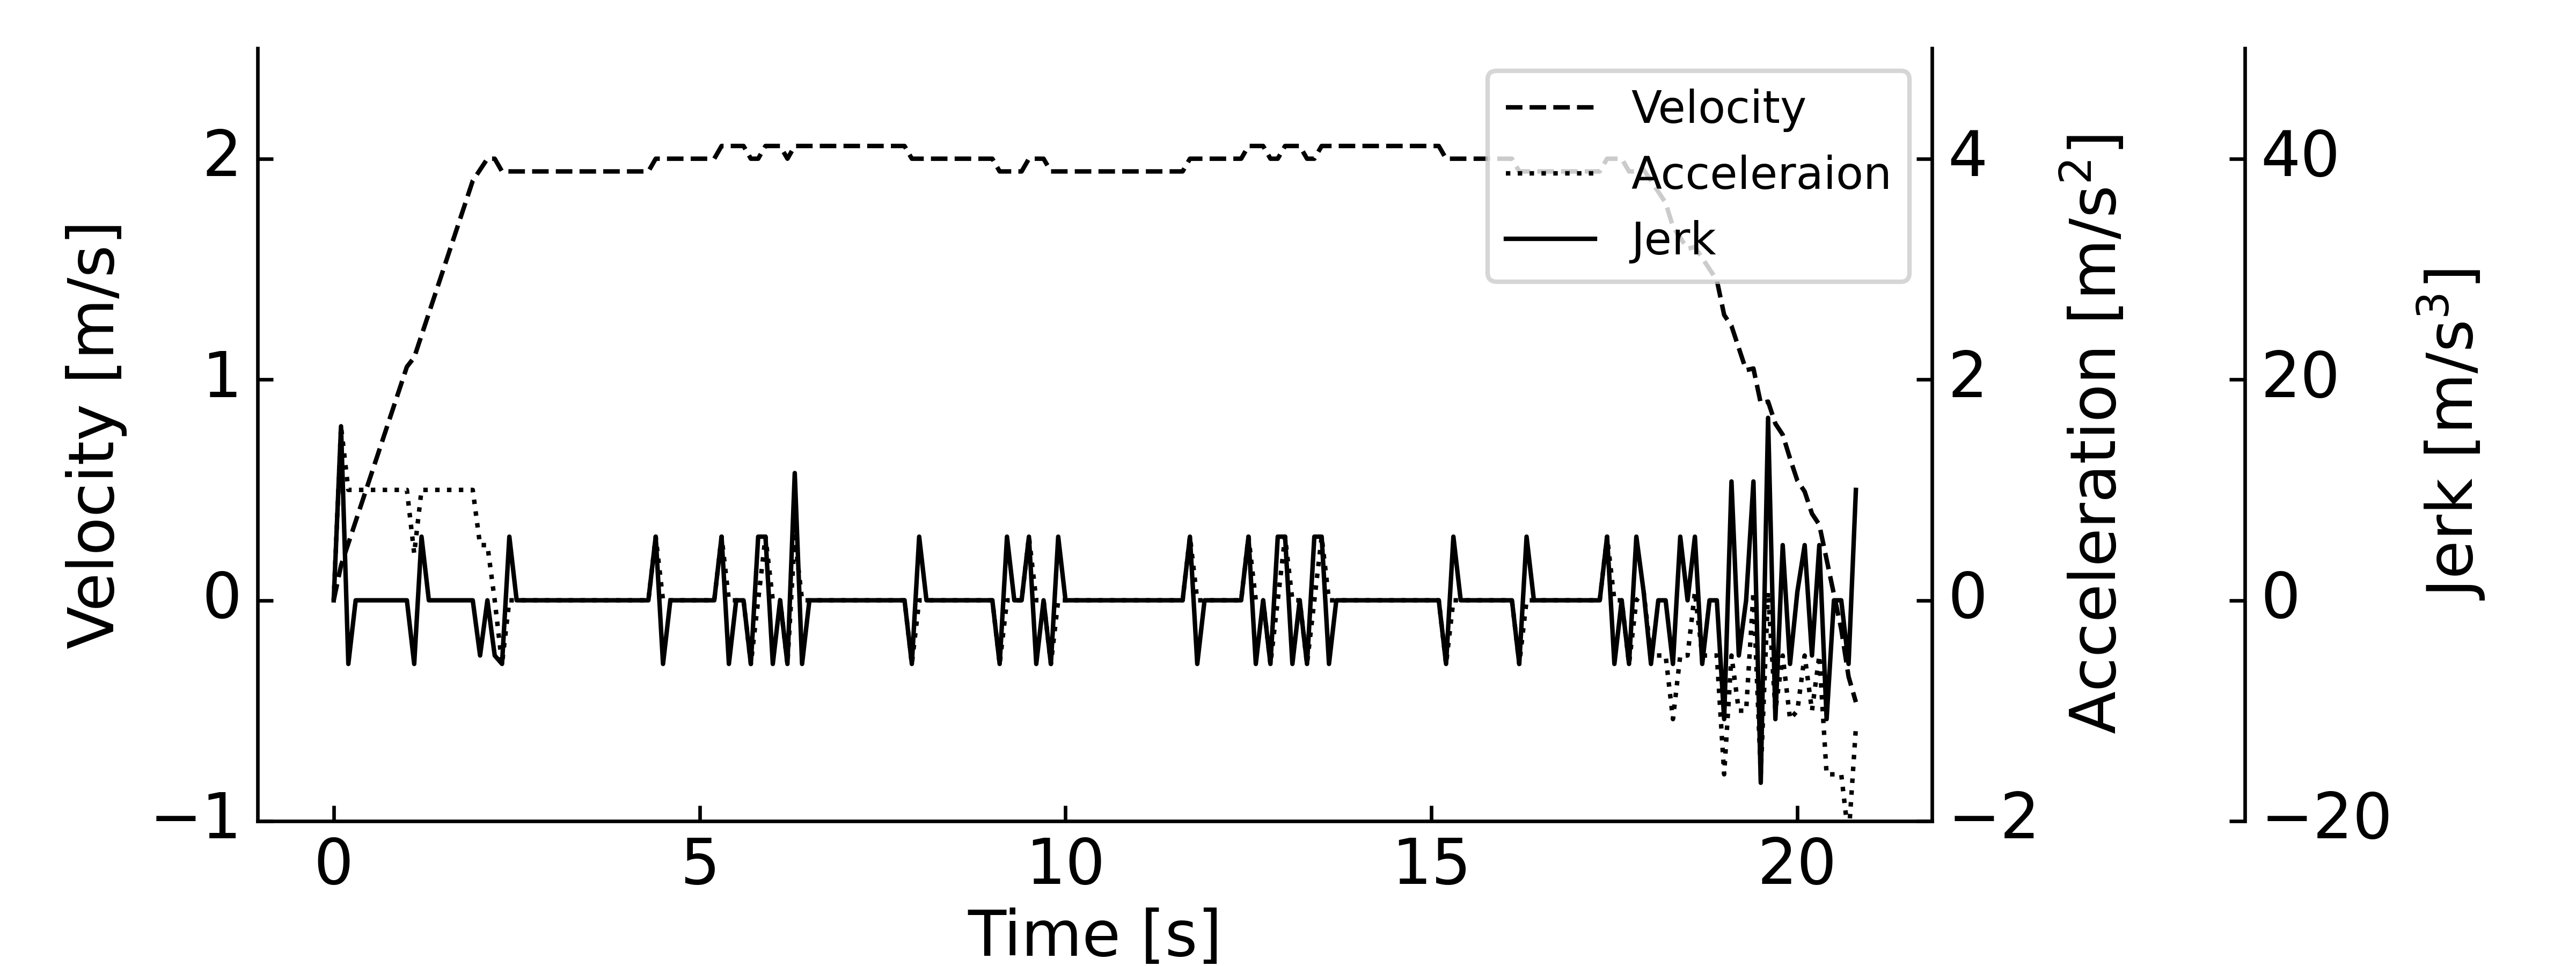 Velocity [m/s]
2
1
0
−1
Velocity
Acceleraion
Jerk
4
2
0
−2
Acceleration [m/s²]
40
20
0
−20
Jerk [m/s³]
0 5 10 15 20
Time [s]